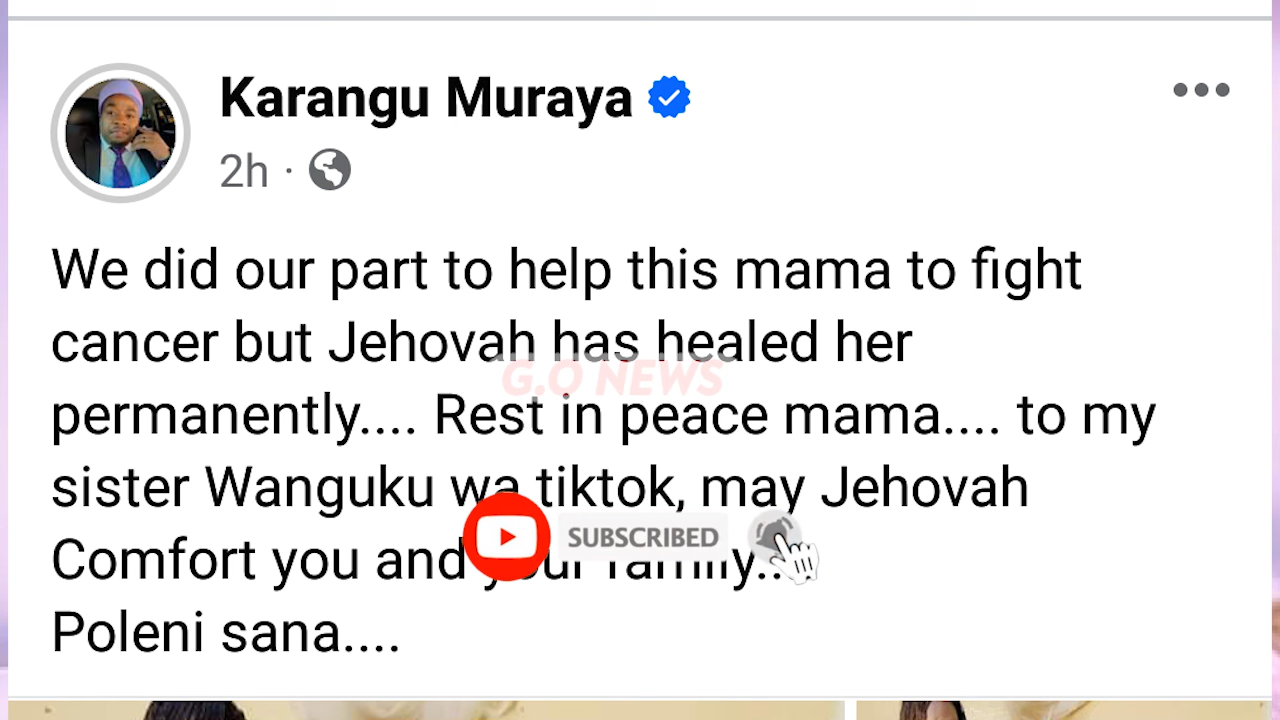 Karangu Muraya
2h ·
We did our part to help this mama to fight
cancer but Jehovah has healed her
permanently.... Rest in peace mama.... to my
sister Wanguku wa tiktok, may Jehovah
Comfort you and your family...
Poleni sana....
G.O NEWS
SUBSCRIBED